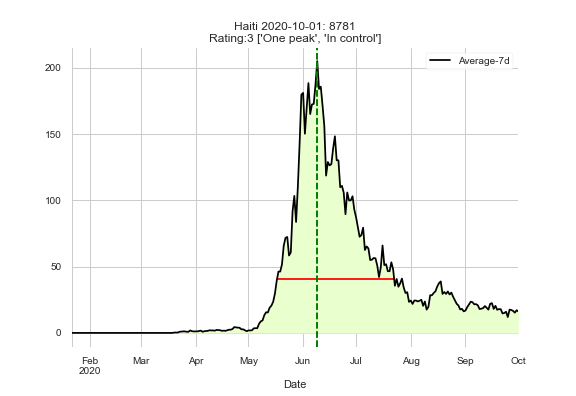 Haiti 2020-10-01: 8781
Rating:3 ['One peak', 'In control']
Average-7d
200
150
100
50
0
Feb Mar Apr May Jun Jul Aug Sep Oct
2020
Date